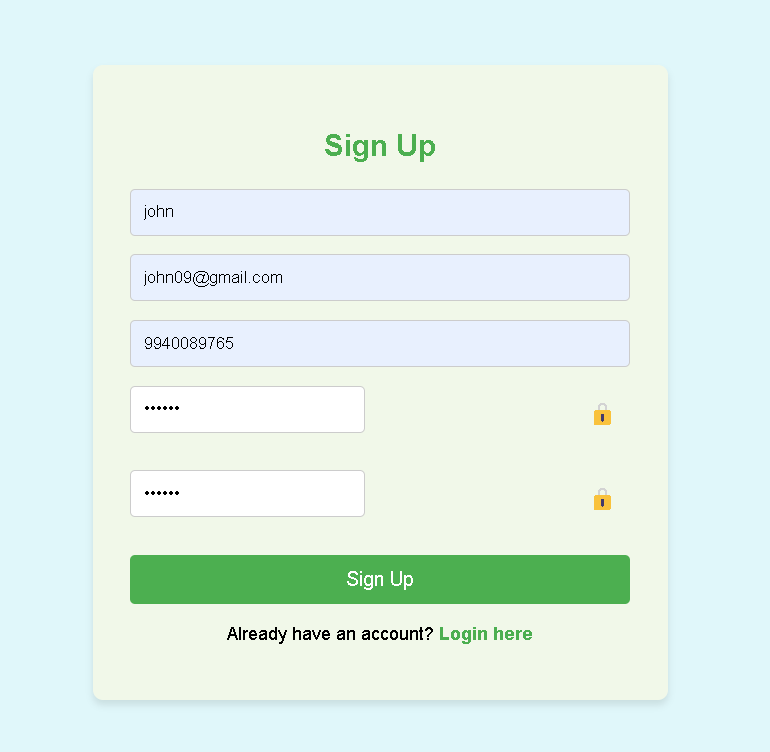 Sign Up
john
john09@gmail.com
9940089765
••••••
••••••
Sign Up
Already have an account? Login here